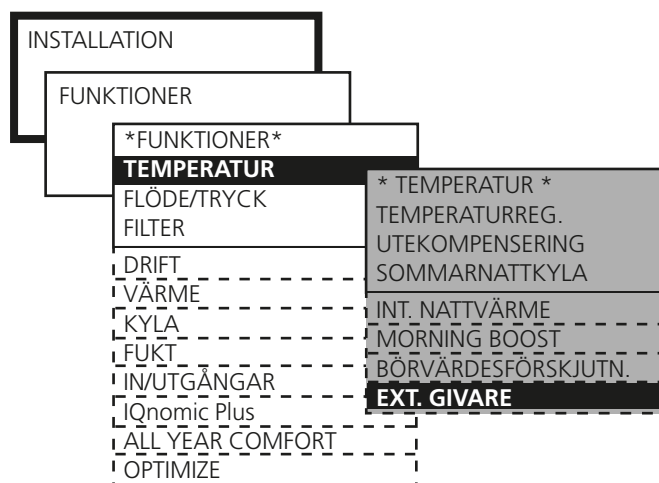 INSTALLATION
FUNKTIONER
*FUNKTIONER*
TEMPERATUR
FLÖDE/TRYCK
FILTER
DRIFT
VÄRME
KYLA
FUKT
IN/UTGÅNGAR
IQnomic Plus
ALL YEAR COMFORT
OPTIMIZE
* TEMPERATUR *
TEMPERATURREG.
UTEKOMPENSERING
SOMMARNATTKYLA
INT. NATTVÄRME
MORNING BOOST
BÖRVÄRDESFÖRSKJUTN.
EXT. GIVARE